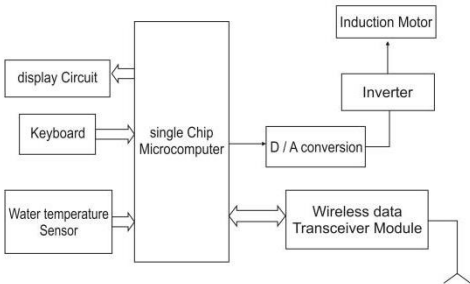 Induction Motor
display Circuit
Inverter
Keyboard
single Chip
Microcomputer
D / A conversion
Water temperature
Sensor
Wireless data
Transceiver Module